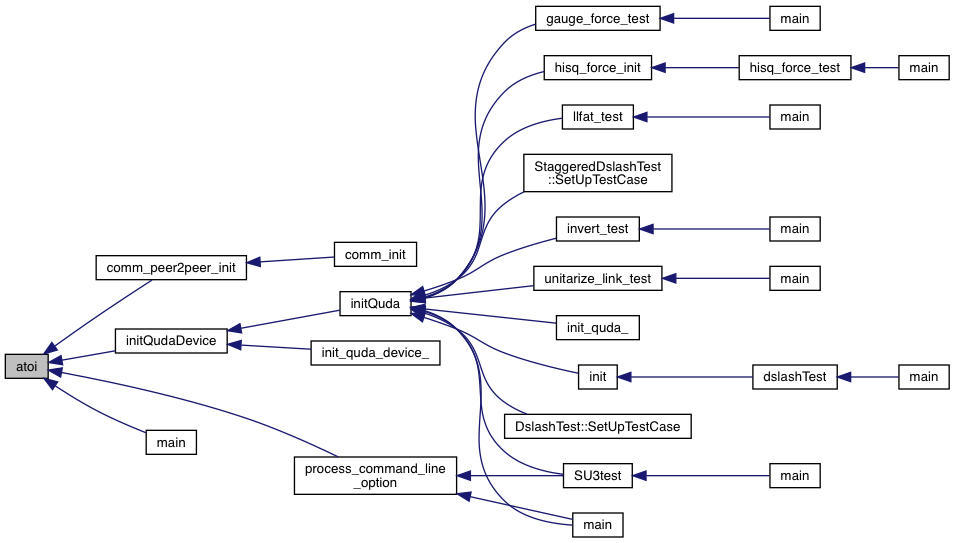 gauge_force_test
main
hisq_force_init
hisq_force_test
main
llfat_test
main
StaggeredDslashTest
::SetUpTestCase
invert_test
main
comm_init
comm_peer2peer_init
unitarize_link_test
main
initQuda
init_quda_
initQudaDevice
init_quda_device_
atoi
init
dslashTest
main
DslashTest::SetUpTestCase
main
process_command_line
_option
SU3test
main
main